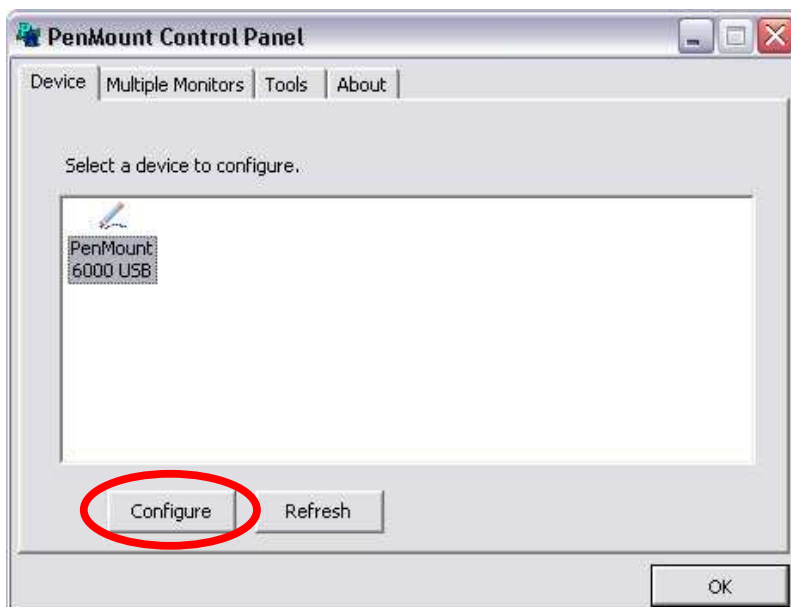 PenMount Control Panel
Device Multiple Monitors Tools About
Select a device to configure.
PenMount
6000 USB
Configure Refresh
OK